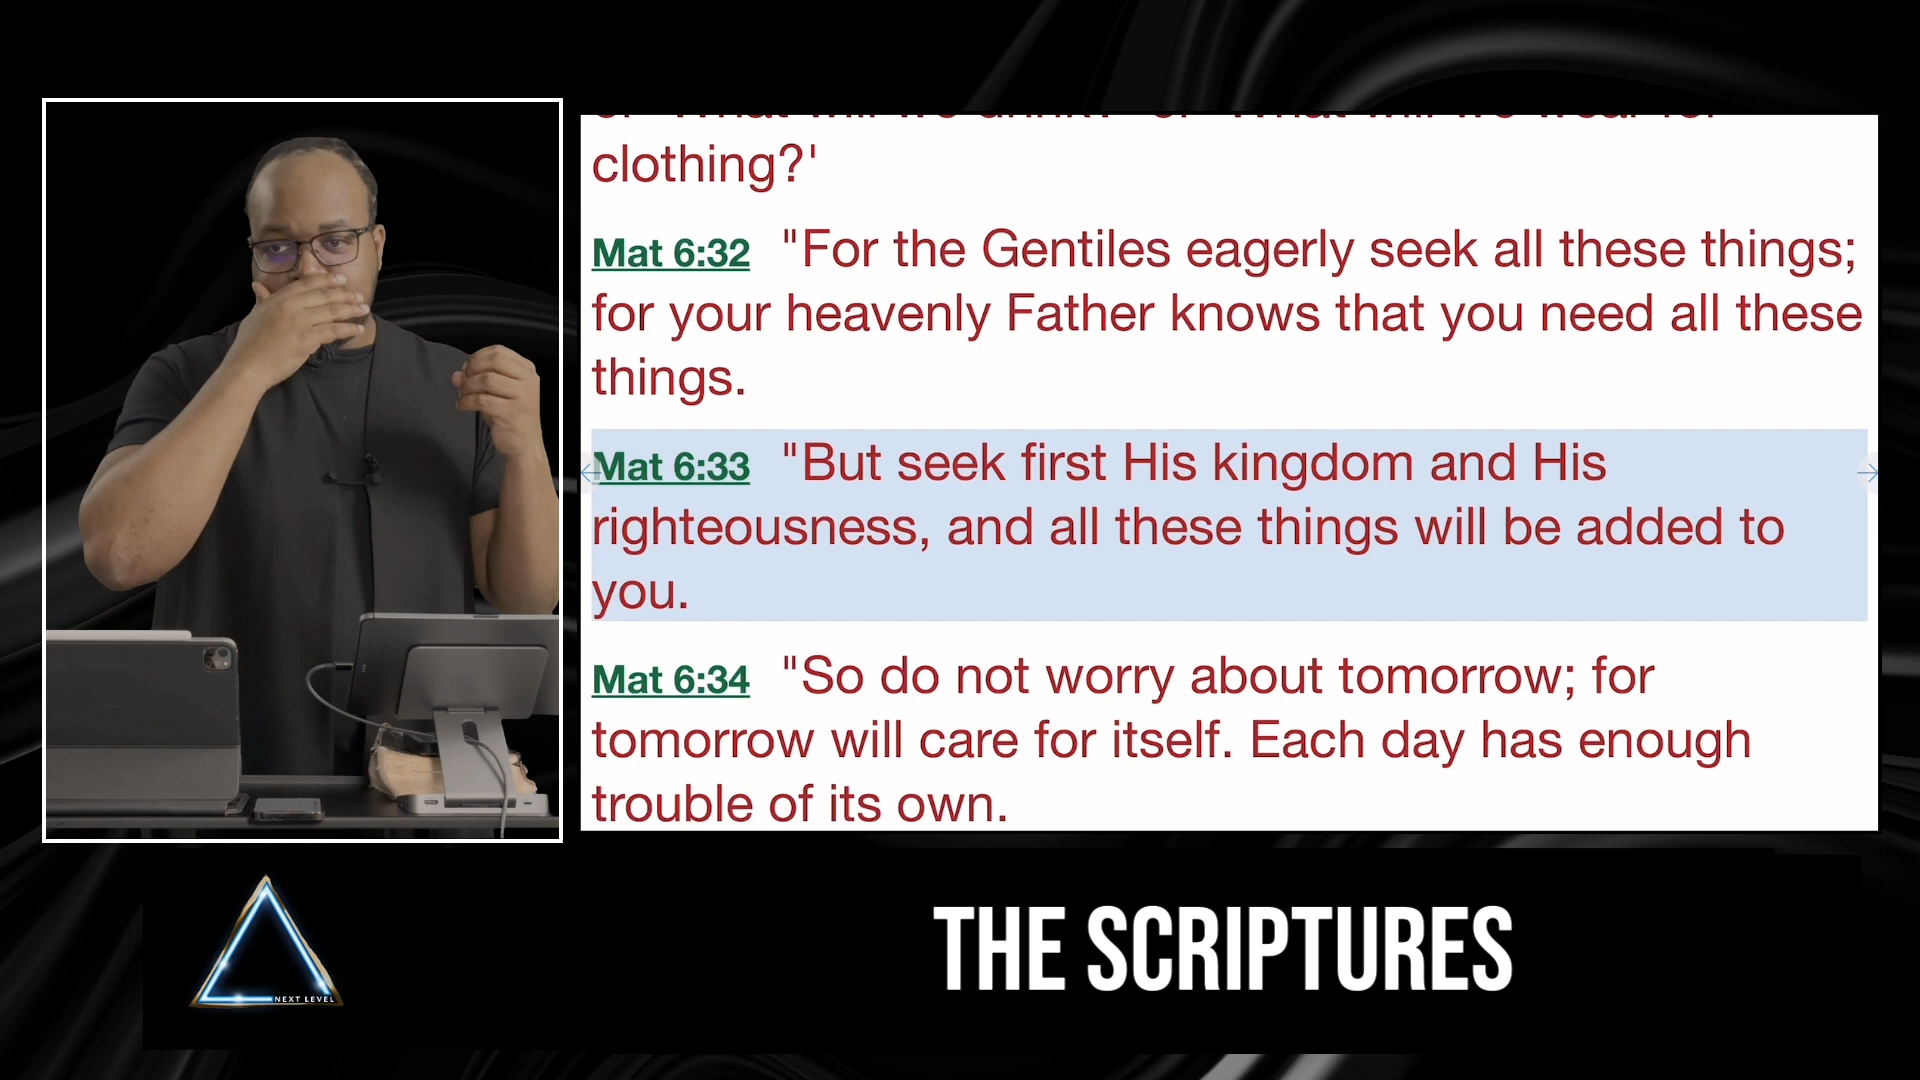 clothing?'
Mat 6:32 "For the Gentiles eagerly seek all these things;
for your heavenly Father knows that you need all these
things.
Mat 6:33 "But seek first His kingdom and His
righteousness, and all these things will be added to
you.
Mat 6:34 "So do not worry about tomorrow; for
tomorrow will care for itself. Each day has enough
trouble of its own.
NEXT LEVEL
THE SCRIPTURES